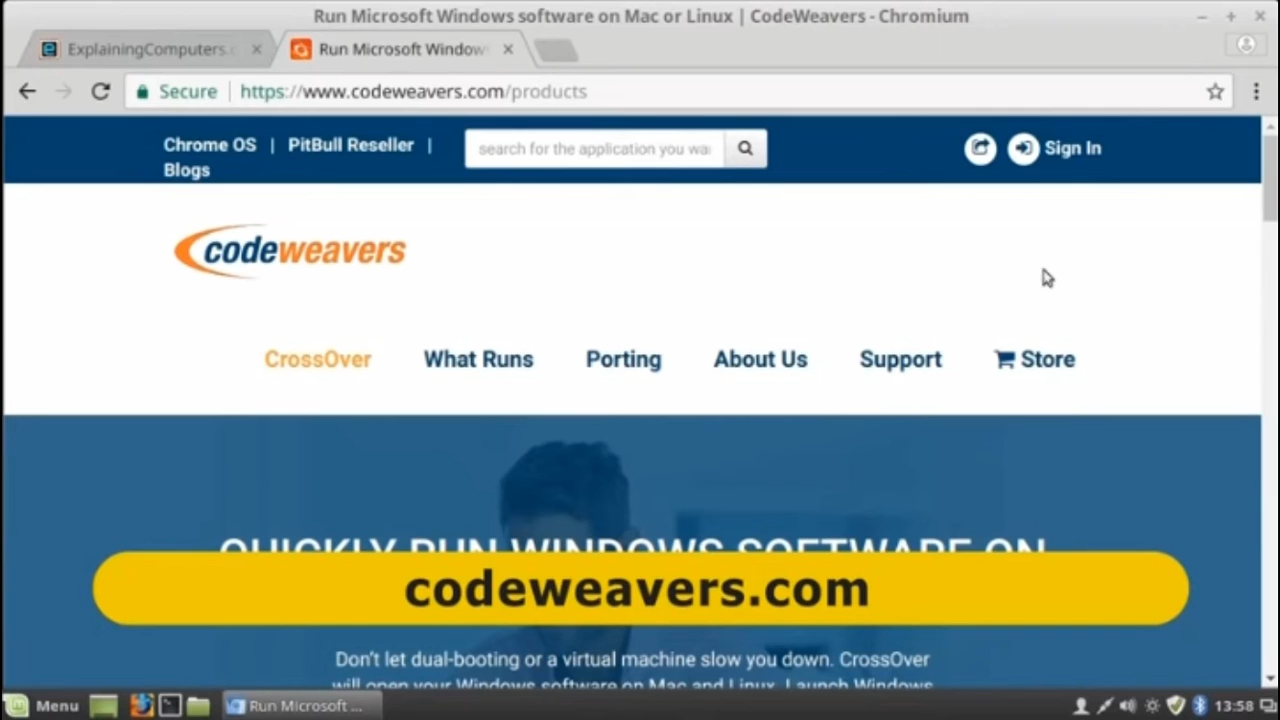 Run Microsoft Windows software on Mac or Linux | CodeWeavers - Chromium
ExplainingComputers.
Run Microsoft Window
Secure
https://www.codeweavers.com/products
Chrome OS | PitBull Reseller |
Blogs
search for the application you wa
Sign In
codeweavers
CrossOver
What Runs
Porting
About Us
Support
Store
QUICKLY RUN WINDOWS SOFTWARE ON
codeweavers.com
Don't let dual-booting or a virtual machine slow you down. CrossOver
will open your Windows software on Mac and Linux. Launch Windows
Menu
Run Microsoft ...
13:58